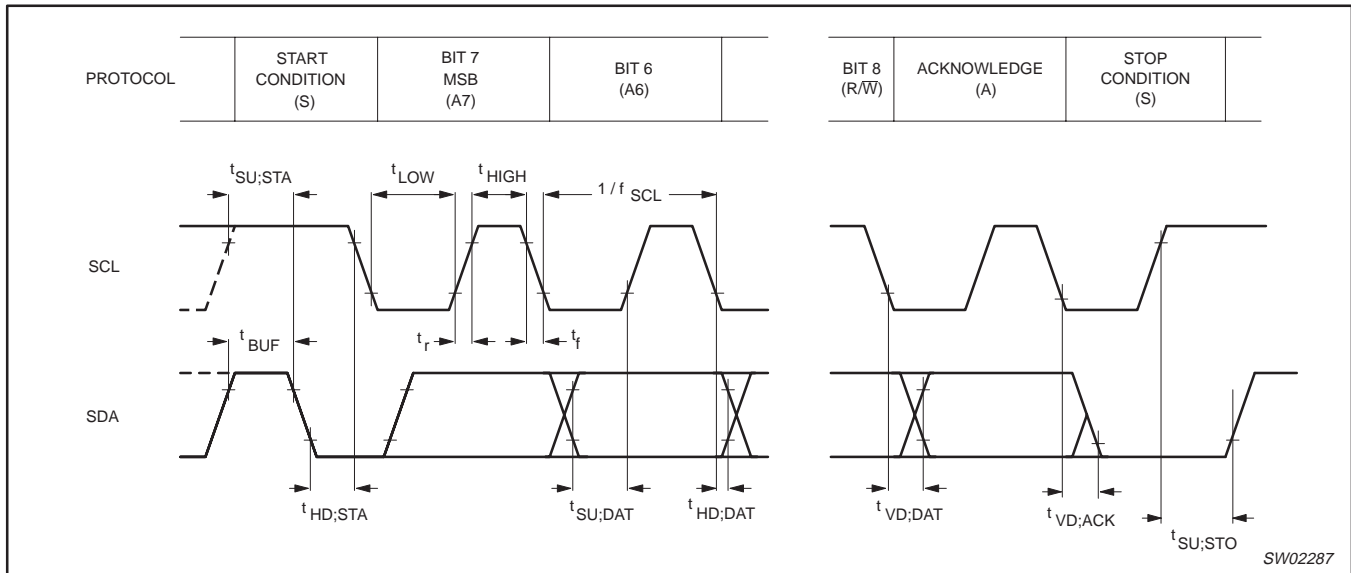 PROTOCOL
START
CONDITION
(S)
BIT 7
MSB
(A7)
BIT 6
(A6)
BIT 8
(R/W̅)
ACKNOWLEDGE
(A)
STOP
CONDITION
(S)
tSU;STA
tLOW
tHIGH
1 / fSCL
SCL
tBUF
tr
tf
SDA
tHD;STA
tSU;DAT
tHD;DAT
tVD;DAT
tVD;ACK
tSU;STO
SW02287